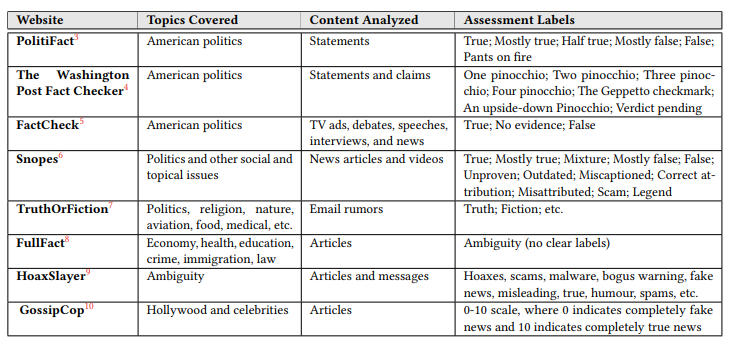 Website Topics Covered Content Analyzed Assessment Labels
PolitiFact3 American politics Statements True; Mostly true; Half true; Mostly false; False;
Pants on fire
The Washington American politics Statements and claims One pinocchio; Two pinocchio; Three pinoc-
Post Fact Checker4 chio; Four pinocchio; The Geppetto checkmark;
An upside-down Pinocchio; Verdict pending
FactCheck5 American politics TV ads, debates, speeches, True; No evidence; False
interviews, and news
Snopes6 Politics and other social and News articles and videos True; Mostly true; Mixture; Mostly false; False;
topical issues Unproven; Outdated; Miscaptioned; Correct at-
tribution; Misattributed; Scam; Legend
TruthOrFiction7 Politics, religion, nature, Email rumors Truth; Fiction; etc.
aviation, food, medical, etc.
FullFact8 Economy, health, education, Articles Ambiguity (no clear labels)
crime, immigration, law
HoaxSlayer9 Ambiguity Articles and messages Hoaxes, scams, malware, bogus warning, fake
news, misleading, true, humour, spams, etc.
GossipCop10 Hollywood and celebrities Articles 0-10 scale, where 0 indicates completely fake
news and 10 indicates completely true news